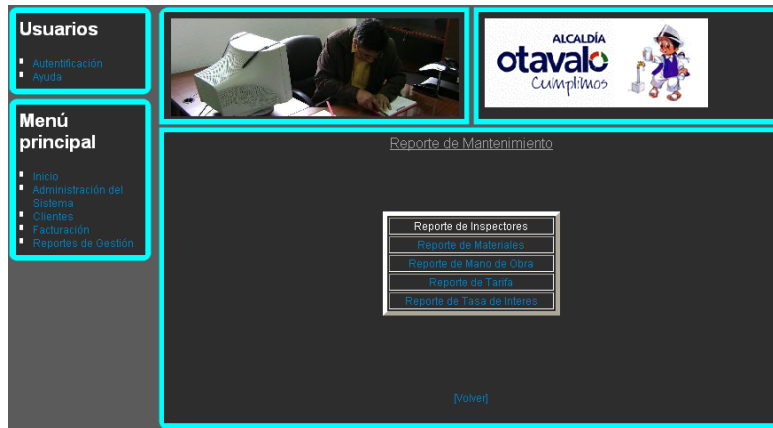 Usuarios
Autentificación
Ayuda
Menú
principal
Inicio
Administración del
Sistema
Clientes
Facturación
Reportes de Gestión
ALCALDÍA
otavalo
Cumplimos
Reporte de Mantenimiento
Reporte de Inspectores
Reporte de Materiales
Reporte de Mano de Obra
Reporte de Tarifa
Reporte de Tasa de Interes
[Volver]